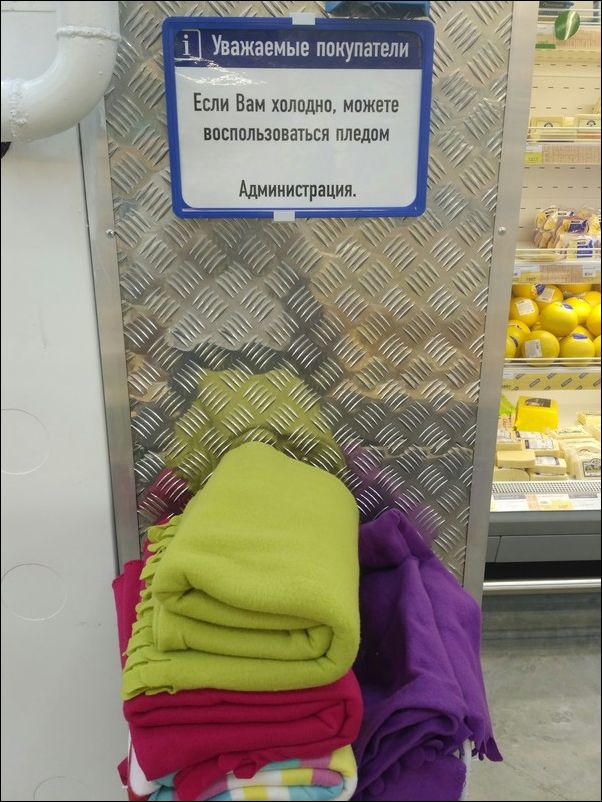 i Уважаемые покупатели
Если Вам холодно, можете
воспользоваться пледом
Администрация.